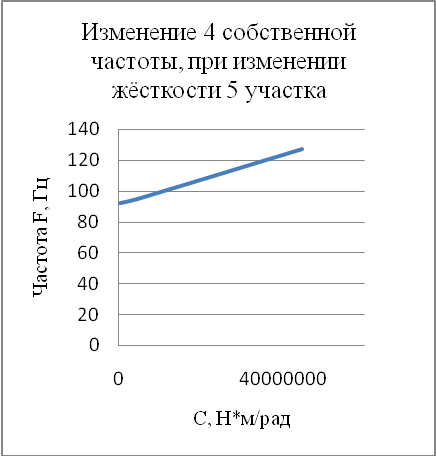 Изменение 4 собственной
частоты, при изменении
жёсткости 5 участка
140
120
100
80
60
40
20
0
Частота F, Гц
0 40000000
С, Н*м/рад